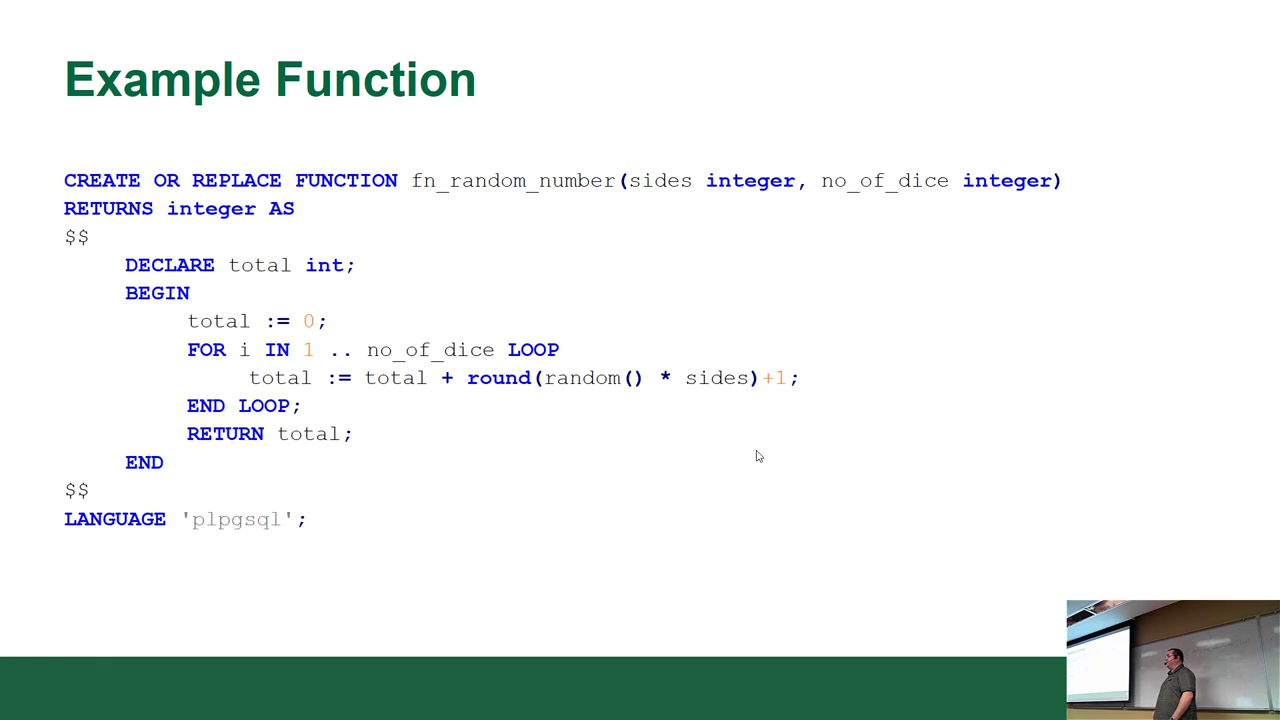 Example Function
CREATE OR REPLACE FUNCTION fn_random_number(sides integer, no_of_dice integer)
RETURNS integer AS
$$
DECLARE total int;
BEGIN
total := 0;
FOR i IN 1 .. no_of_dice LOOP
total := total + round(random() * sides)+1;
END LOOP;
RETURN total;
END
$$
LANGUAGE 'plpgsql';